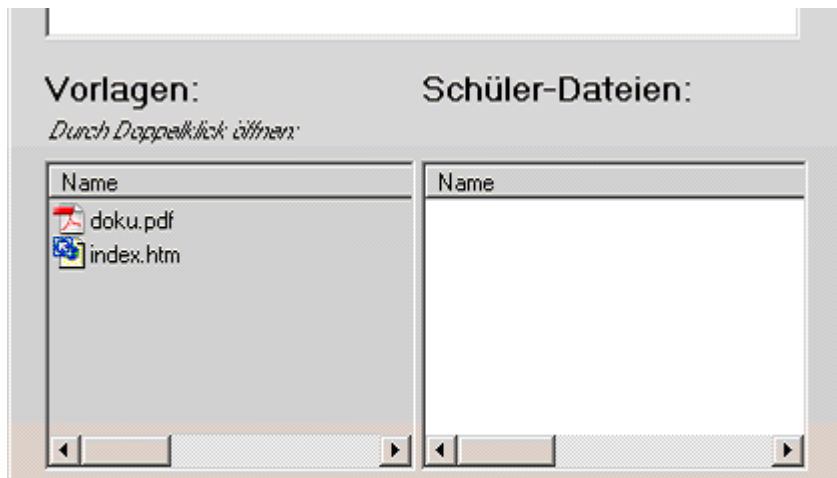 Vorlagen:
Durch Doppelklick öffnen:
Name
doku.pdf
index.htm
Schüler-Dateien:
Name